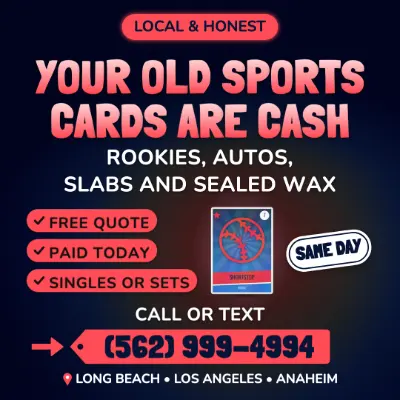 LOCAL & HONEST
YOUR OLD SPORTS
CARDS ARE CASH
ROOKIES, AUTOS,
SLABS AND SEALED WAX
FREE QUOTE
PAID TODAY
SINGLES OR SETS
SHORTSTOP
SAME DAY
CALL OR TEXT
(562) 999-4994
LONG BEACH • LOS ANGELES • ANAHEIM